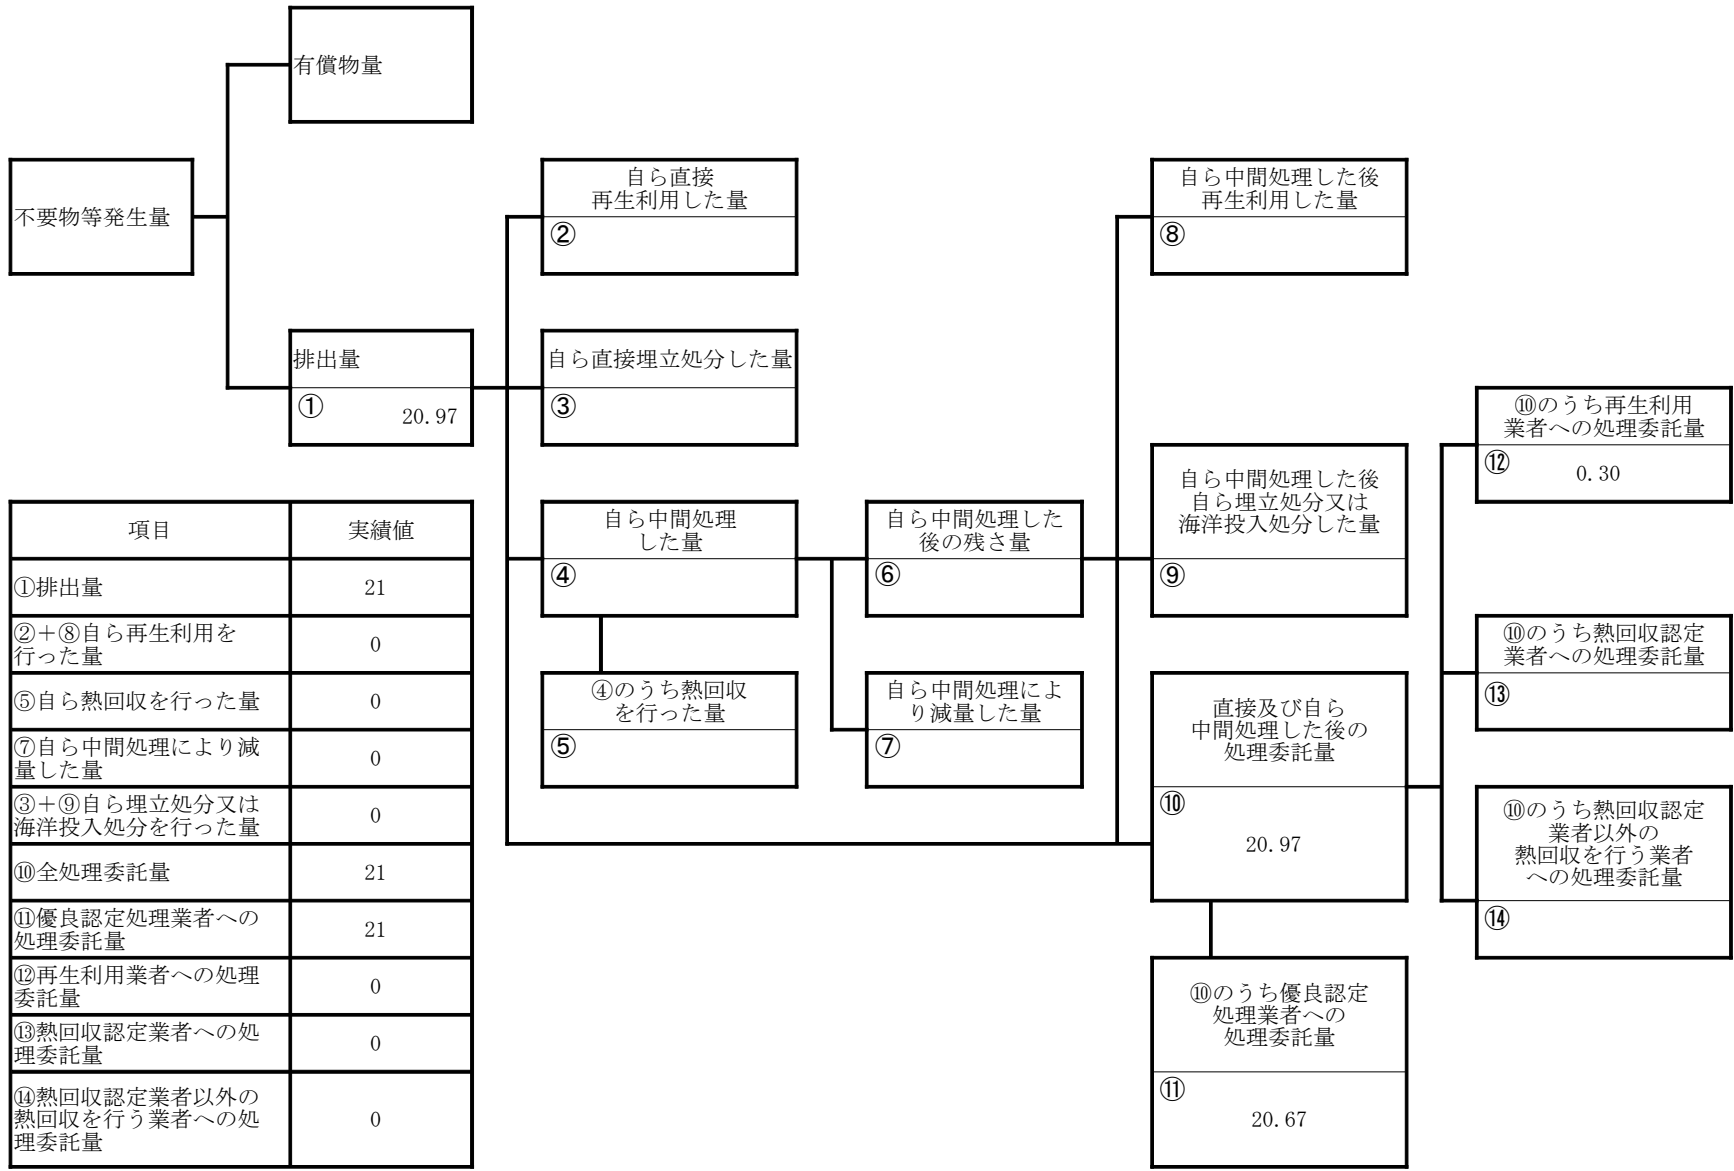 有償物量
不要物等発生量
排出量
①
20.97
自ら直接
再生利用した量
②
自ら直接埋立処分した量
③
自ら中間処理
した量
④
④のうち熱回収
を行った量
⑤
自ら中間処理した
後の残さ量
⑥
自ら中間処理によ
り減量した量
⑦
自ら中間処理した後
再生利用した量
⑧
自ら中間処理した後
自ら埋立処分又は
海洋投入処分した量
⑨
直接及び自ら
中間処理した後の
処理委託量
⑩
20.97
⑩のうち優良認定
処理業者への
処理委託量
⑪
20.67
⑩のうち再生利用
業者への処理委託量
⑫
0.30
⑩のうち熱回収認定
業者への処理委託量
⑬
⑩のうち熱回収認定
業者以外の
熱回収を行う業者
への処理委託量
⑭
項目 実績値
①排出量 21
②＋⑧自ら再生利用を
行った量 0
⑤自ら熱回収を行った量 0
⑦自ら中間処理により減
量した量 0
③＋⑨自ら埋立処分又は
海洋投入処分を行った量 0
⑩全処理委託量 21
⑪優良認定処理業者への
処理委託量 21
⑫再生利用業者への処理
委託量 0
⑬熱回収認定業者への処
理委託量 0
⑭熱回収認定業者以外の
熱回収を行う業者への処
理委託量 0